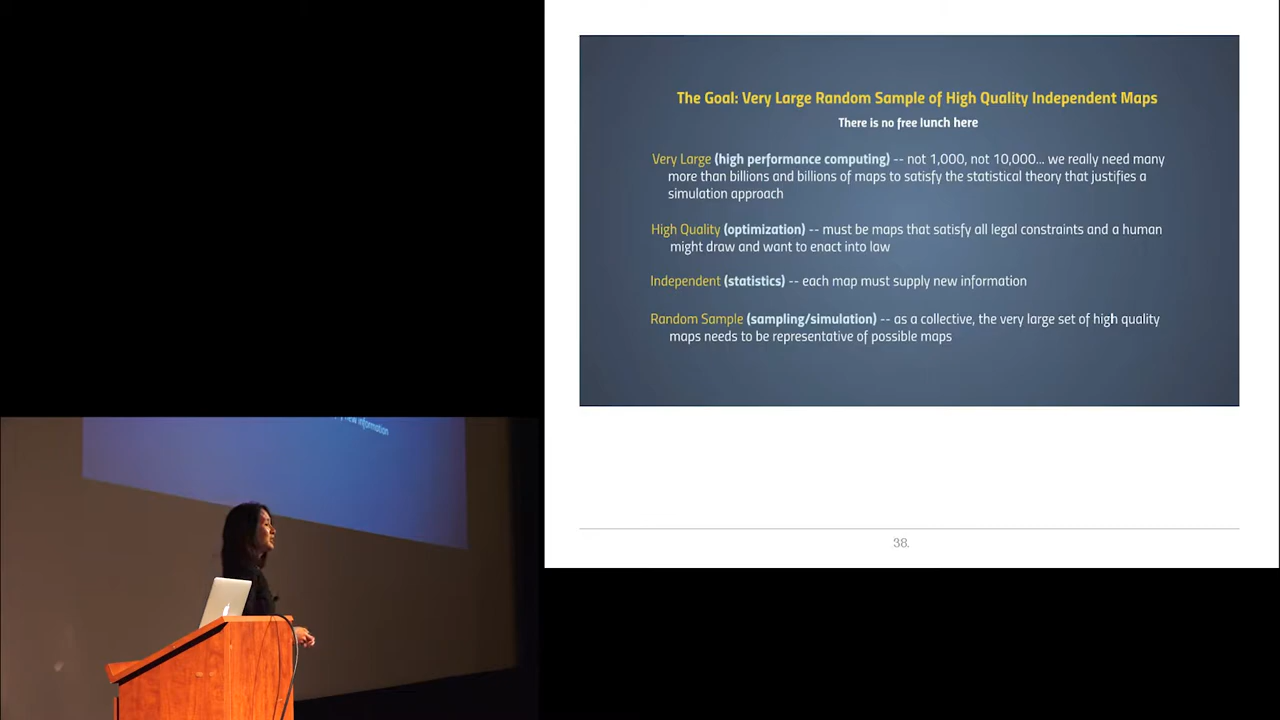 The Goal: Very Large Random Sample of High Quality Independent Maps
There is no free lunch here
Very Large (high performance computing) -- not 1,000, not 10,000... we really need many
more than billions and billions of maps to satisfy the statistical theory that justifies a
simulation approach
High Quality (optimization) -- must be maps that satisfy all legal constraints and a human
might draw and want to enact into law
Independent (statistics) -- each map must supply new information
Random Sample (sampling/simulation) -- as a collective, the very large set of high quality
maps needs to be representative of possible maps
38.
new information